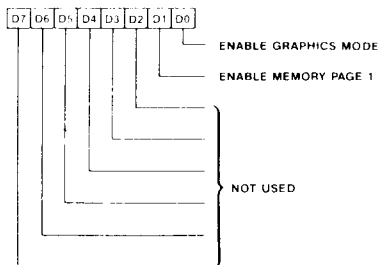 D7 D6 D5 D4 D3 D2 D1 D0
ENABLE GRAPHICS MODE
ENABLE MEMORY PAGE 1
NOT USED